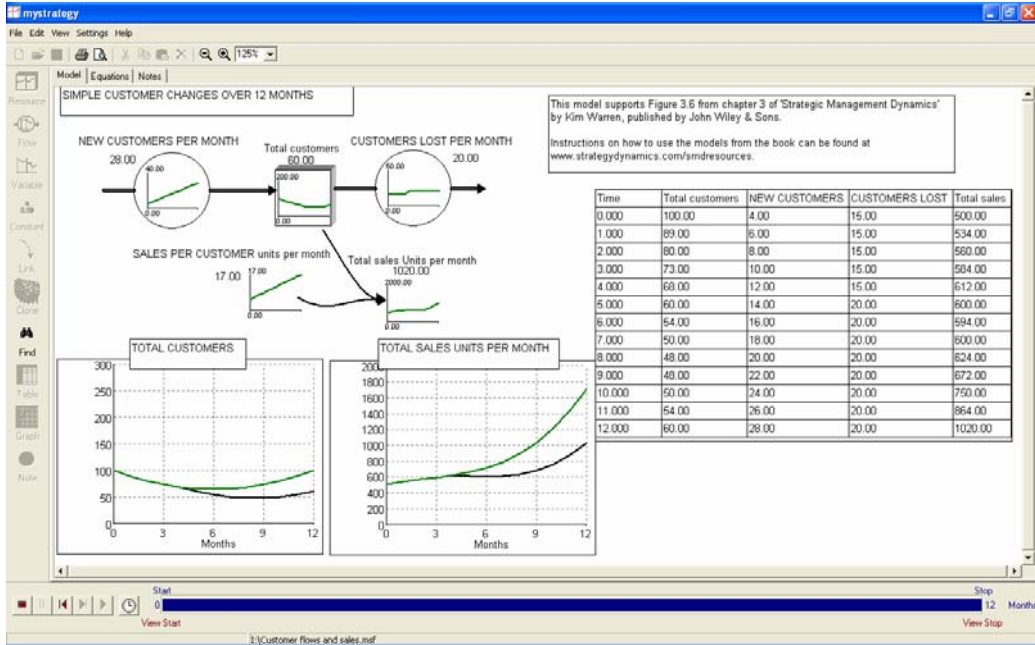 mystrategy
File Edit View Settings Help
125%
Model Equations Notes
Resource
Flow
Variable
0.09
Constant
Link
Clone
Find
Table
Graph
Note
SIMPLE CUSTOMER CHANGES OVER 12 MONTHS
This model supports Figure 3.6 from chapter 3 of 'Strategic Management Dynamics'
by Kim Warren, published by John Wiley & Sons.
Instructions on how to use the models from the book can be found at
www.strategydynamics.com/smdresources.
NEW CUSTOMERS PER MONTH
28.00
40.00
0.00
Total customers
60.00
200.00
0.00
CUSTOMERS LOST PER MONTH
20.00
60.00
0.00
SALES PER CUSTOMER units per month
17.00
17.00
0.00
Total sales Units per month
1020.00
2000.00
0.00
Time Total customers NEW CUSTOMERS CUSTOMERS LOST Total sales
0.000 100.00 4.00 15.00 500.00
1.000 89.00 6.00 15.00 534.00
2.000 80.00 8.00 15.00 560.00
3.000 73.00 10.00 15.00 584.00
4.000 68.00 12.00 15.00 612.00
5.000 60.00 14.00 20.00 600.00
6.000 54.00 16.00 20.00 594.00
7.000 50.00 18.00 20.00 600.00
8.000 48.00 20.00 20.00 624.00
9.000 48.00 22.00 20.00 672.00
10.000 50.00 24.00 20.00 750.00
11.000 54.00 26.00 20.00 864.00
12.000 60.00 28.00 20.00 1020.00
TOTAL CUSTOMERS
300
250
200
150
100
50
0
0 3 6 9 12
Months
TOTAL SALES UNITS PER MONTH
1800
1600
1400
1200
1000
800
600
400
200
0
0 3 6 9 12
Months
Start Stop
0 12 Months
View Start View Stop
I:\Customer flows and sales.msf